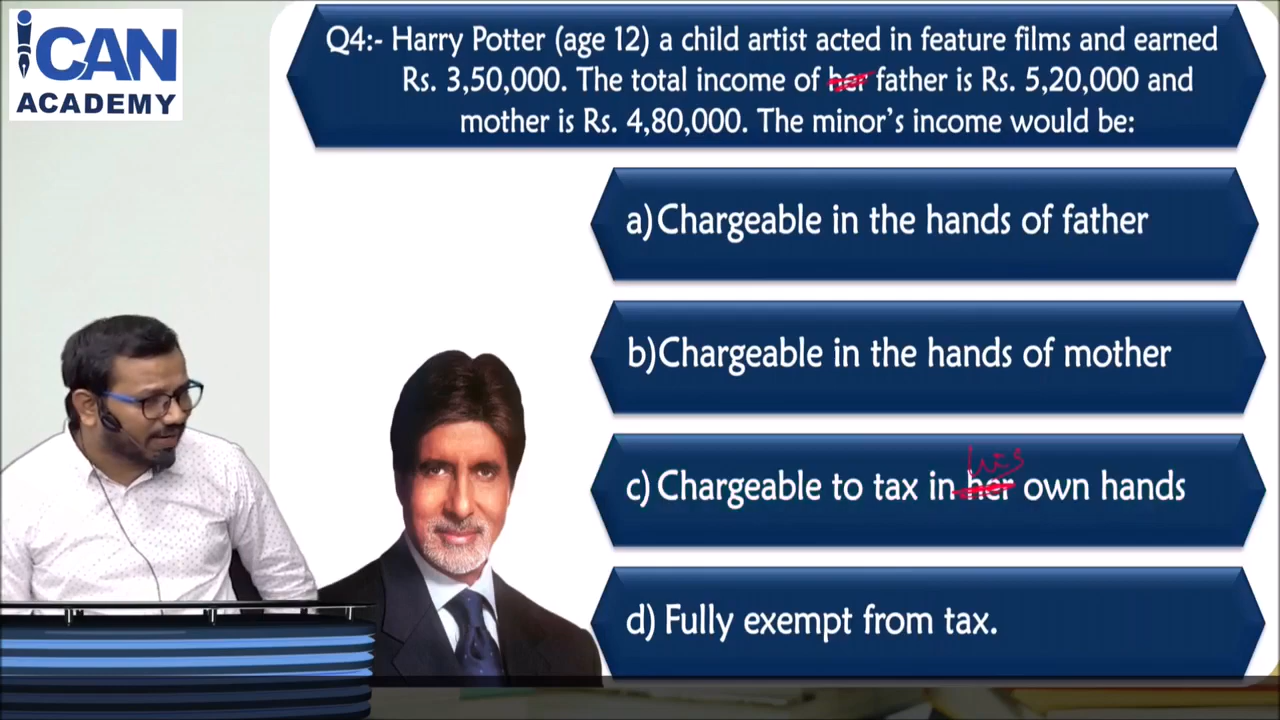 iCAN
ACADEMY
Q4:- Harry Potter (age 12) a child artist acted in feature films and earned
Rs. 3,50,000. The total income of her father is Rs. 5,20,000 and
mother is Rs. 4,80,000. The minor's income would be:
a) Chargeable in the hands of father
b) Chargeable in the hands of mother
his
c) Chargeable to tax in her own hands
d) Fully exempt from tax.